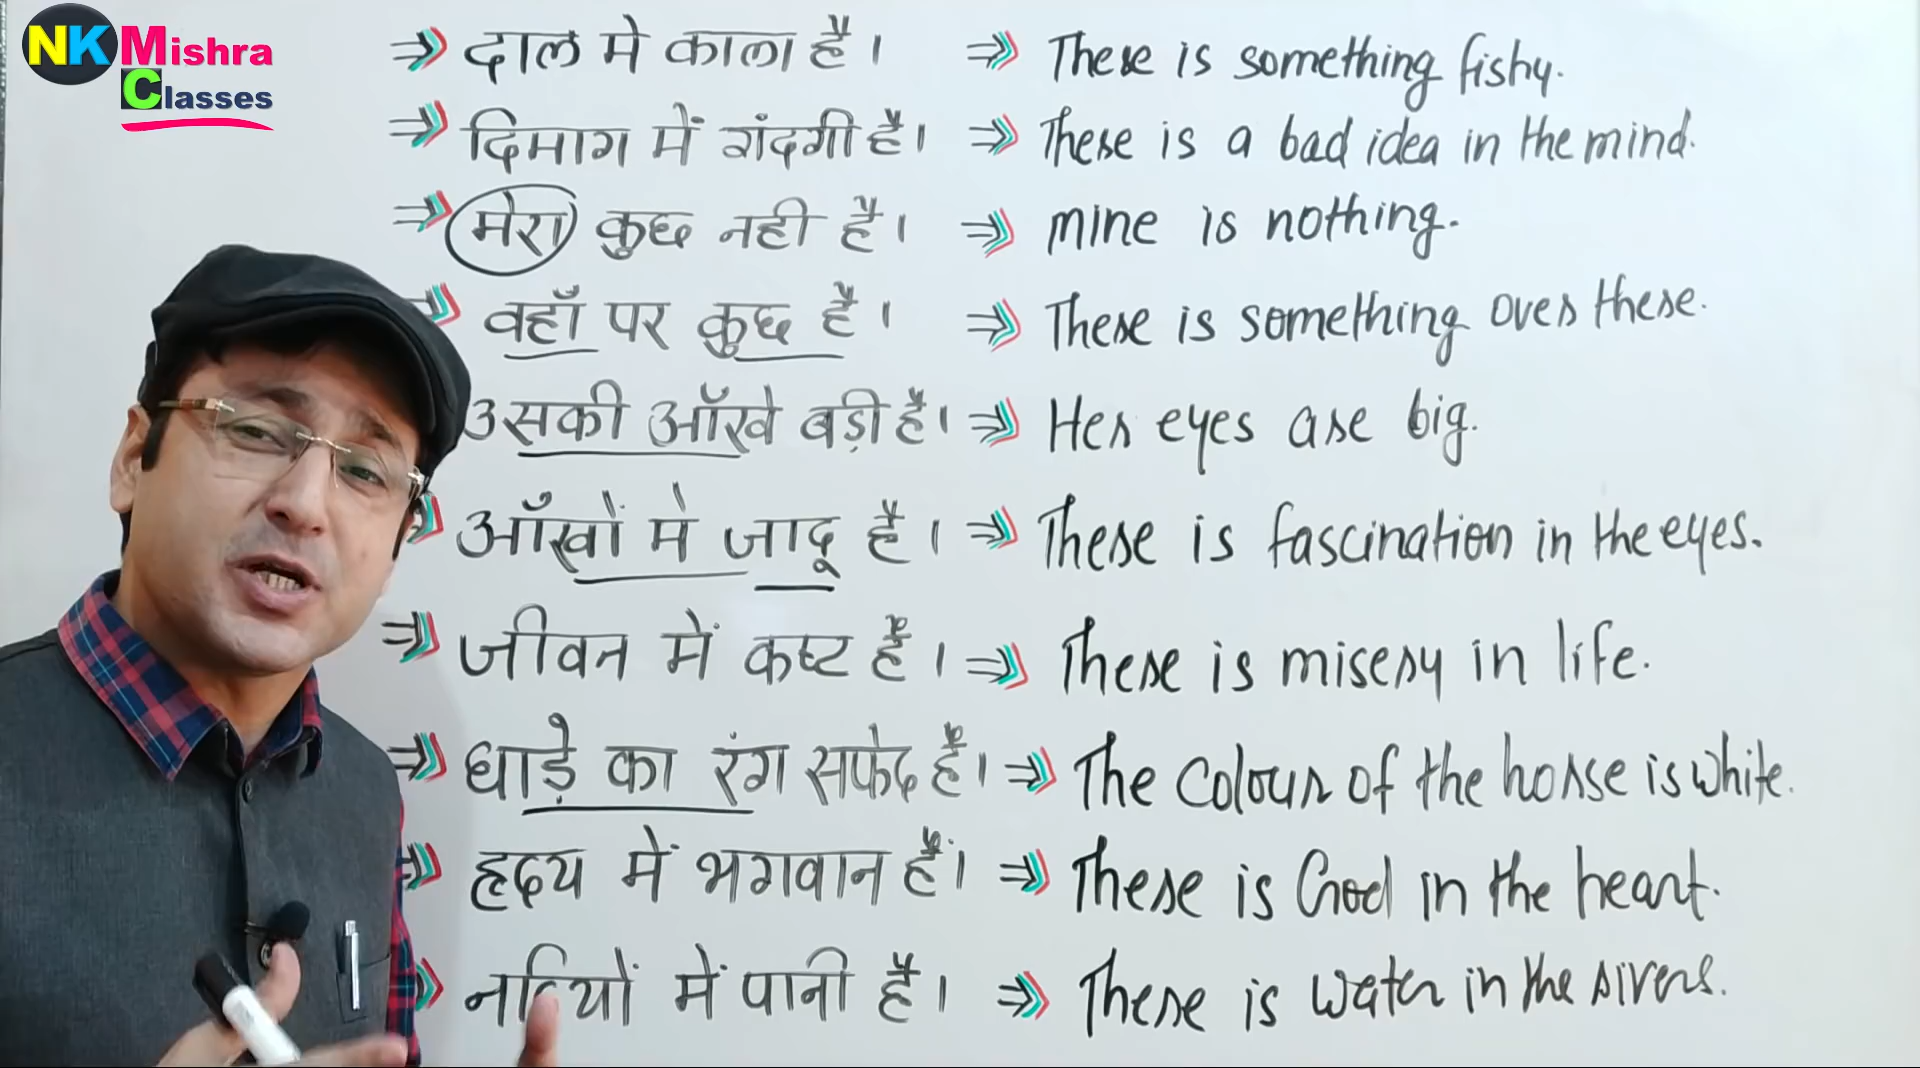 NK Mishra
Classes
⇒ दाल मे काला है। ⇒ There is something fishy.
⇒ दिमाग में गंदगी है। ⇒ There is a bad idea in the mind.
⇒ मेरा कुछ नही है। ⇒ mine is nothing.
⇒ वहाँ पर कुछ है। ⇒ There is something over there.
उसकी आँखे बड़ी है। ⇒ Her eyes are big.
⇒ आँखों मे जादू है। ⇒ There is fascination in the eyes.
⇒ जीवन में कष्ट है। ⇒ There is misery in life.
⇒ घाड़े का रंग सफेद है। ⇒ The Colour of the horse is white.
⇒ हृदय में भगवान हैं। ⇒ There is God in the heart.
⇒ नदियों में पानी है। ⇒ There is water in the rivers.